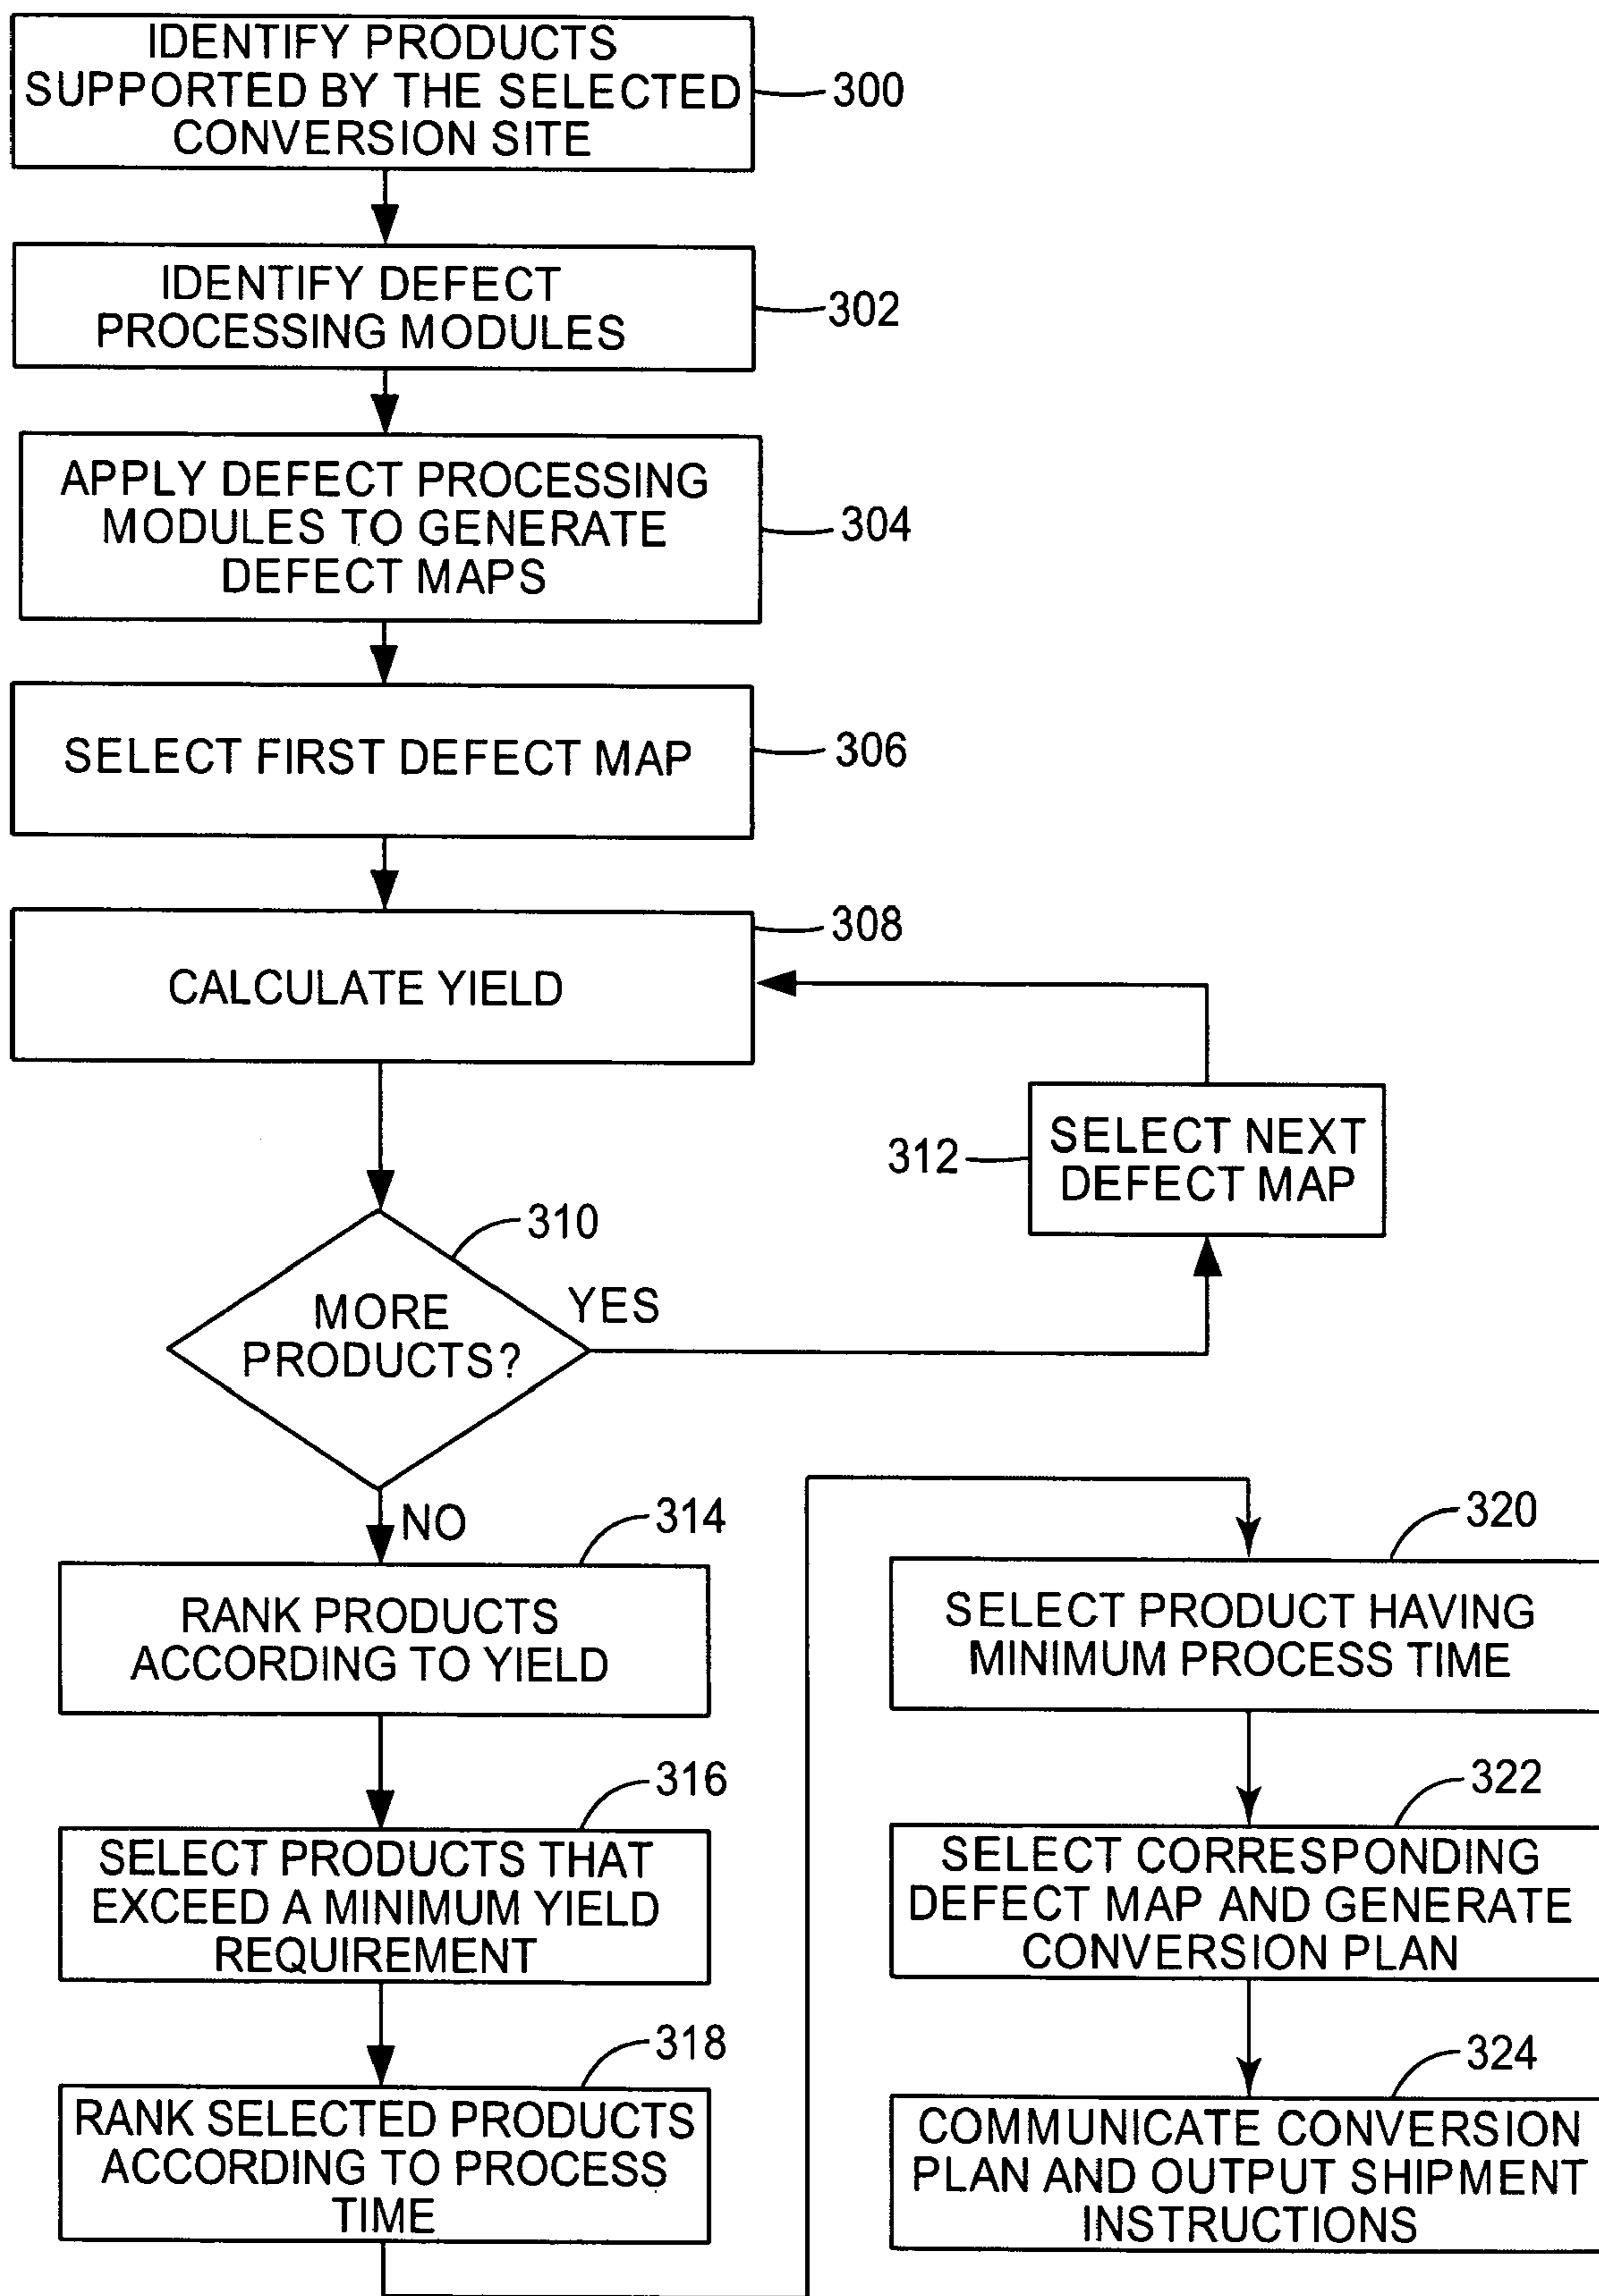 IDENTIFY PRODUCTS
SUPPORTED BY THE SELECTED
CONVERSION SITE
300
IDENTIFY DEFECT
PROCESSING MODULES
302
APPLY DEFECT PROCESSING
MODULES TO GENERATE
DEFECT MAPS
304
SELECT FIRST DEFECT MAP
306
308
CALCULATE YIELD
312
SELECT NEXT
DEFECT MAP
310
MORE
PRODUCTS?
YES
NO
314
RANK PRODUCTS
ACCORDING TO YIELD
316
SELECT PRODUCTS THAT
EXCEED A MINIMUM YIELD
REQUIREMENT
318
RANK SELECTED PRODUCTS
ACCORDING TO PROCESS
TIME
320
SELECT PRODUCT HAVING
MINIMUM PROCESS TIME
322
SELECT CORRESPONDING
DEFECT MAP AND GENERATE
CONVERSION PLAN
324
COMMUNICATE CONVERSION
PLAN AND OUTPUT SHIPMENT
INSTRUCTIONS